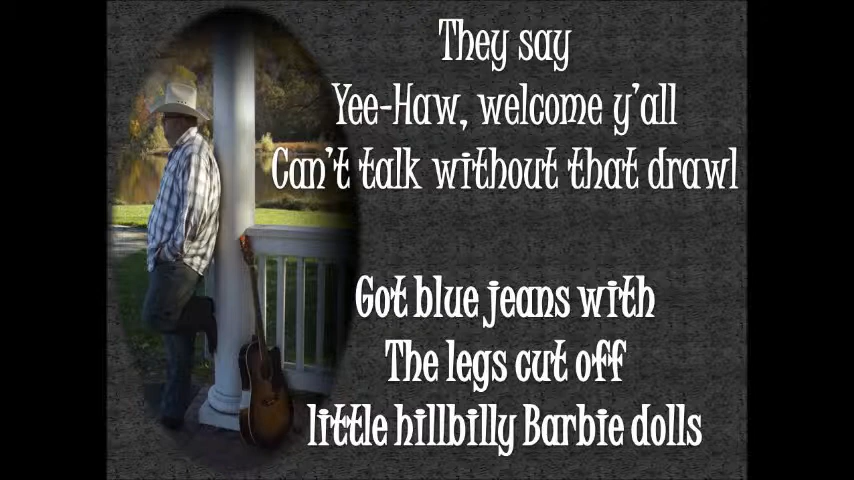 They say
Yee-Haw, welcome y'all
Can't talk without that drawl
Got blue jeans with
The legs cut off
little hillbilly Barbie dolls